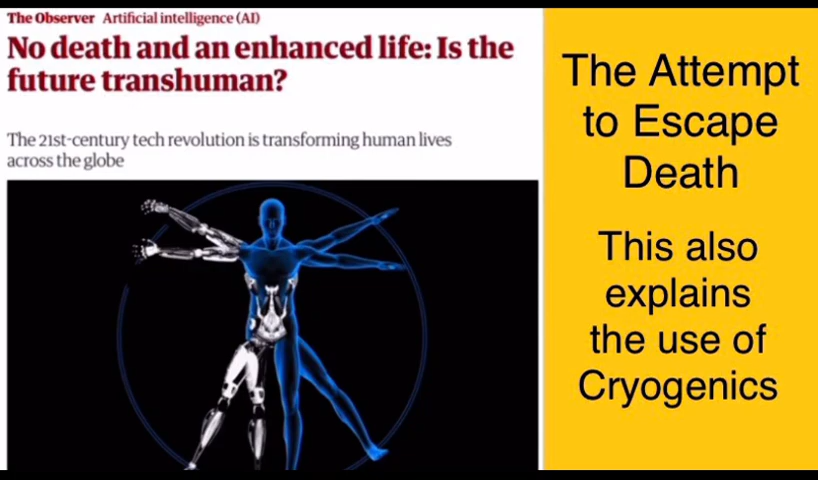 The Observer Artificial intelligence (AI)
No death and an enhanced life: Is the
future transhuman?
The 21st-century tech revolution is transforming human lives
across the globe
The Attempt
to Escape
Death
This also
explains
the use of
Cryogenics